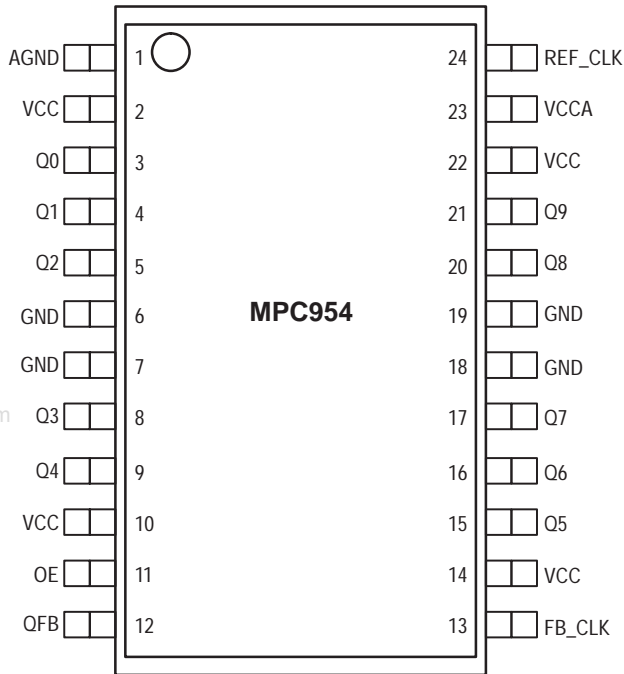 AGND 1 24 REF_CLK
VCC 2 23 VCCA
Q0 3 22 VCC
Q1 4 21 Q9
Q2 5 20 Q8
GND 6 MPC954 19 GND
GND 7 18 GND
Q3 8 17 Q7
Q4 9 16 Q6
VCC 10 15 Q5
OE 11 14 VCC
QFB 12 13 FB_CLK